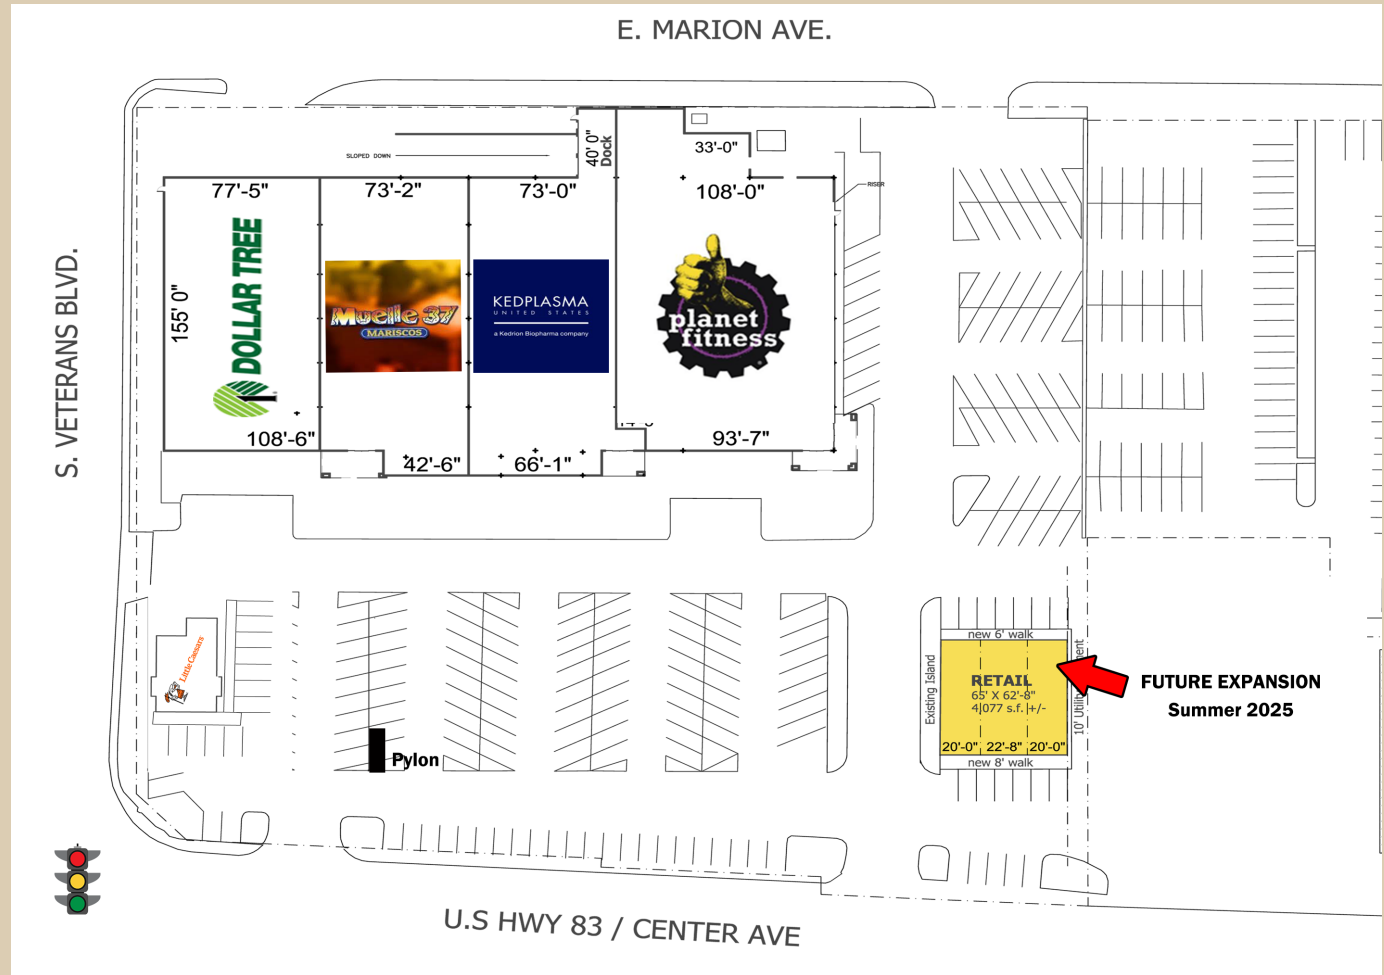 E. MARION AVE.
S. VETERANS BLVD.
SLOPED DOWN
40' 0"
Dock
33'-0"
RISER
77'-5"
73'-2"
73'-0"
108'-0"
155' 0"
DOLLAR TREE
Muelle 37
MARISCOS
KEDPLASMA
UNITED STATES
a Kedrion Biopharma company
planet
fitness
108'-6"
42'-6"
66'-1"
93'-7"
Little Caesars
Pylon
new 6' walk
Existing Island
RETAIL
65' X 62'-8"
4,077 s.f. +/-
20'-0"
22'-8"
20'-0"
new 8' walk
FUTURE EXPANSION
Summer 2025
U.S HWY 83 / CENTER AVE